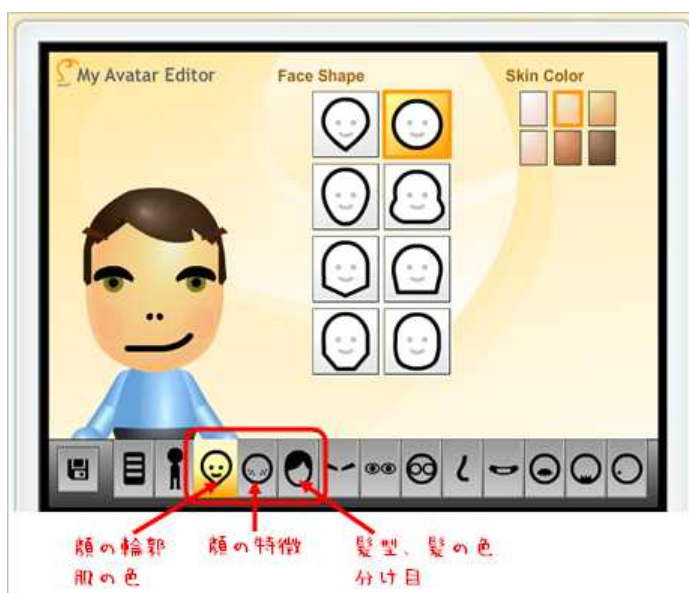 My Avatar Editor
Face Shape
Skin Color
顔の輪郭
肌の色
顔の特徴
髪型、髪の色
分け目